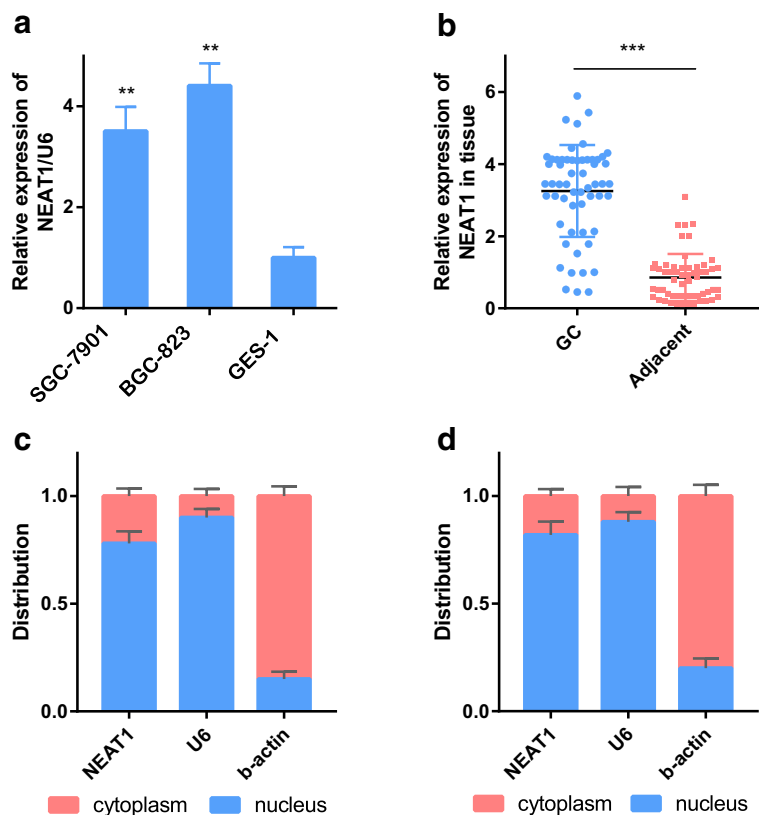 a
Relative expression of
NEAT1/U6
4
2
0
**
**
SGC-7901
BGC-823
GES-1
b
Relative expression of
NEAT1 in tissue
6
4
2
0
***
GC
Adjacent
c
Distribution
1.0
0.5
0.0
NEAT1
U6
b-actin
cytoplasm
nucleus
d
Distribution
1.0
0.5
0.0
NEAT1
U6
b-actin
cytoplasm
nucleus